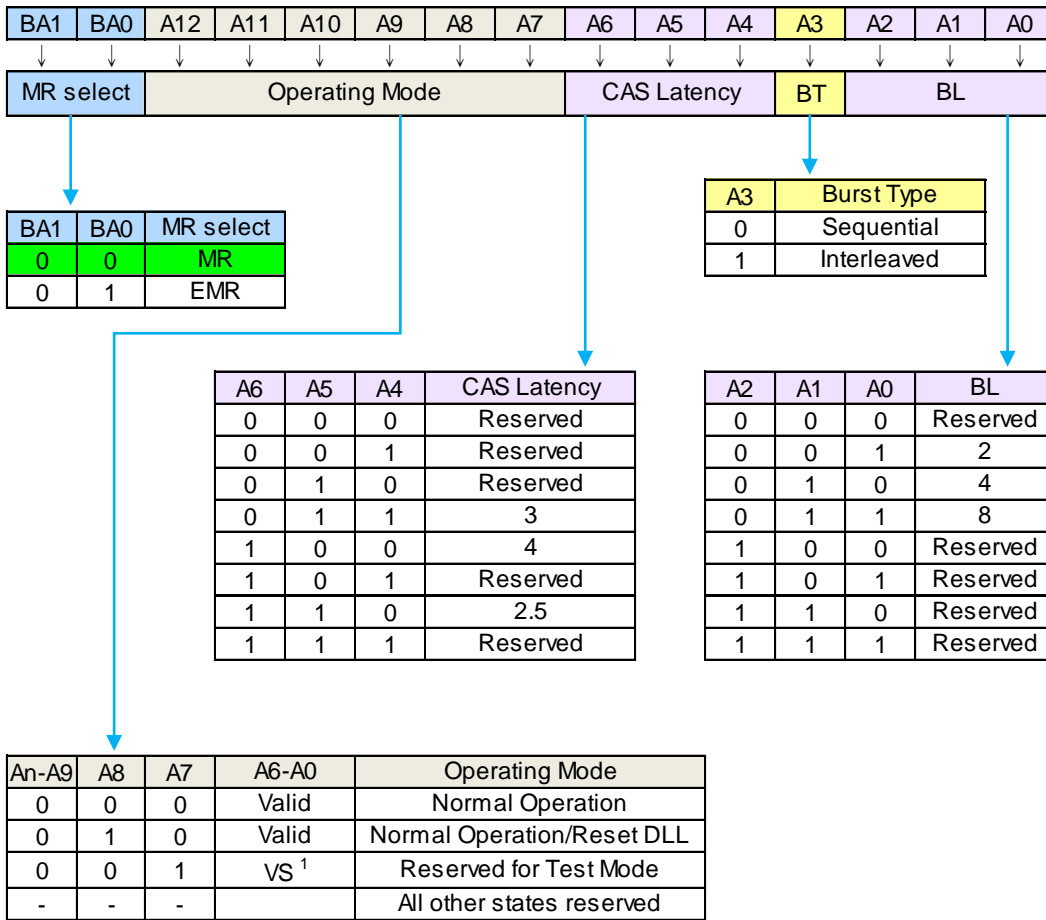 BA1 BA0 A12 A11 A10 A9 A8 A7 A6 A5 A4 A3 A2 A1 A0
MR select Operating Mode CAS Latency BT BL
A3 Burst Type
0 Sequential
1 Interleaved
BA1 BA0 MR select
0 0 MR
0 1 EMR
A6 A5 A4 CAS Latency
0 0 0 Reserved
0 0 1 Reserved
0 1 0 Reserved
0 1 1 3
1 0 0 4
1 0 1 Reserved
1 1 0 2.5
1 1 1 Reserved
A2 A1 A0 BL
0 0 0 Reserved
0 0 1 2
0 1 0 4
0 1 1 8
1 0 0 Reserved
1 0 1 Reserved
1 1 0 Reserved
1 1 1 Reserved
An-A9 A8 A7 A6-A0 Operating Mode
0 0 0 Valid Normal Operation
0 1 0 Valid Normal Operation/Reset DLL
0 0 1 VS 1 Reserved for Test Mode
- - - All other states reserved